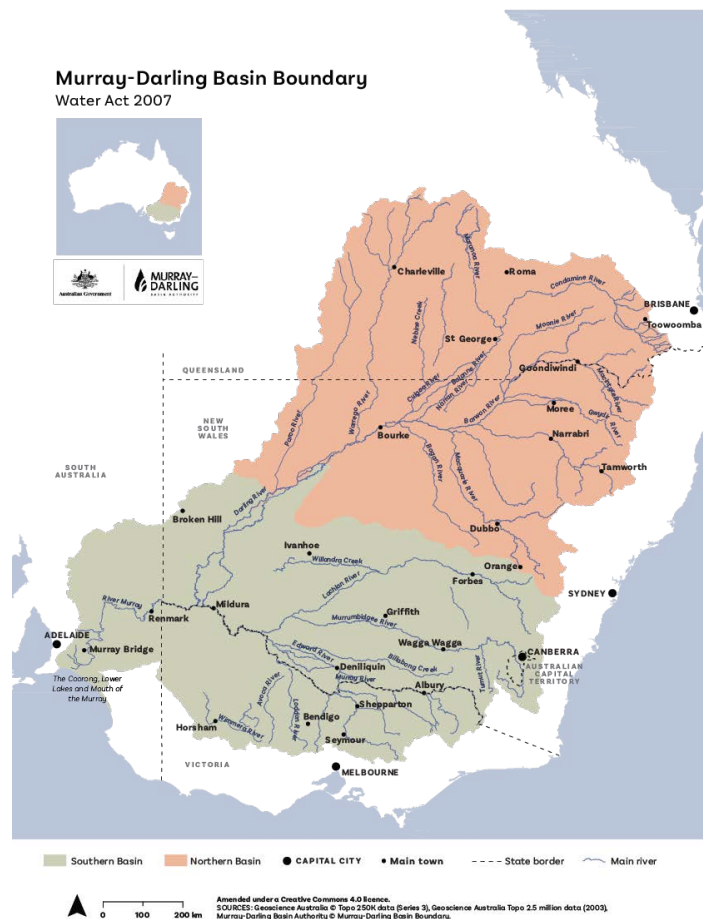 Murray-Darling Basin Boundary
Water Act 2007
Australian Government
MURRAY–
DARLING
BASIN AUTHORITY
Charleville
Roma
Maranoa River
Condamine River
BRISBANE
Toowoomba
Nebine Creek
Moonie River
St George
Balonne River
Goondiwindi
QUEENSLAND
Culgoa River
Narran River
Macintyre River
NEW
SOUTH
WALES
Paroo River
Warrego River
Barwon River
Moree
Gwydir River
Bourke
Narrabri
SOUTH
AUSTRALIA
Bogan River
Macquarie River
Tamworth
Darling River
Broken Hill
Dubbo
Ivanhoe
Willandra Creek
Orange
Lachlan River
Forbes
SYDNEY
River Murray
Mildura
Renmark
Griffith
Murrumbidgee River
ADELAIDE
Murray Bridge
Wagga Wagga
CANBERRA
Edward River
Billabong Creek
AUSTRALIAN
CAPITAL
TERRITORY
The Coorong, Lower
Lakes and Mouth of
the Murray
Deniliquin
Murray River
Tumut River
Albury
Avoca River
Loddon River
Shepparton
Horsham
Wimmera River
Bendigo
Seymour
VICTORIA
MELBOURNE
Southern Basin Northern Basin CAPITAL CITY Main town State border Main river
0 100 200 km
Amended under a Creative Commons 4.0 licence.
SOURCES: Geoscience Australia © Topo 250K data (Series 3), Geoscience Australia Topo 2.5 million data (2003),
Murray-Darling Basin Authority © Murray-Darling Basin Boundary.